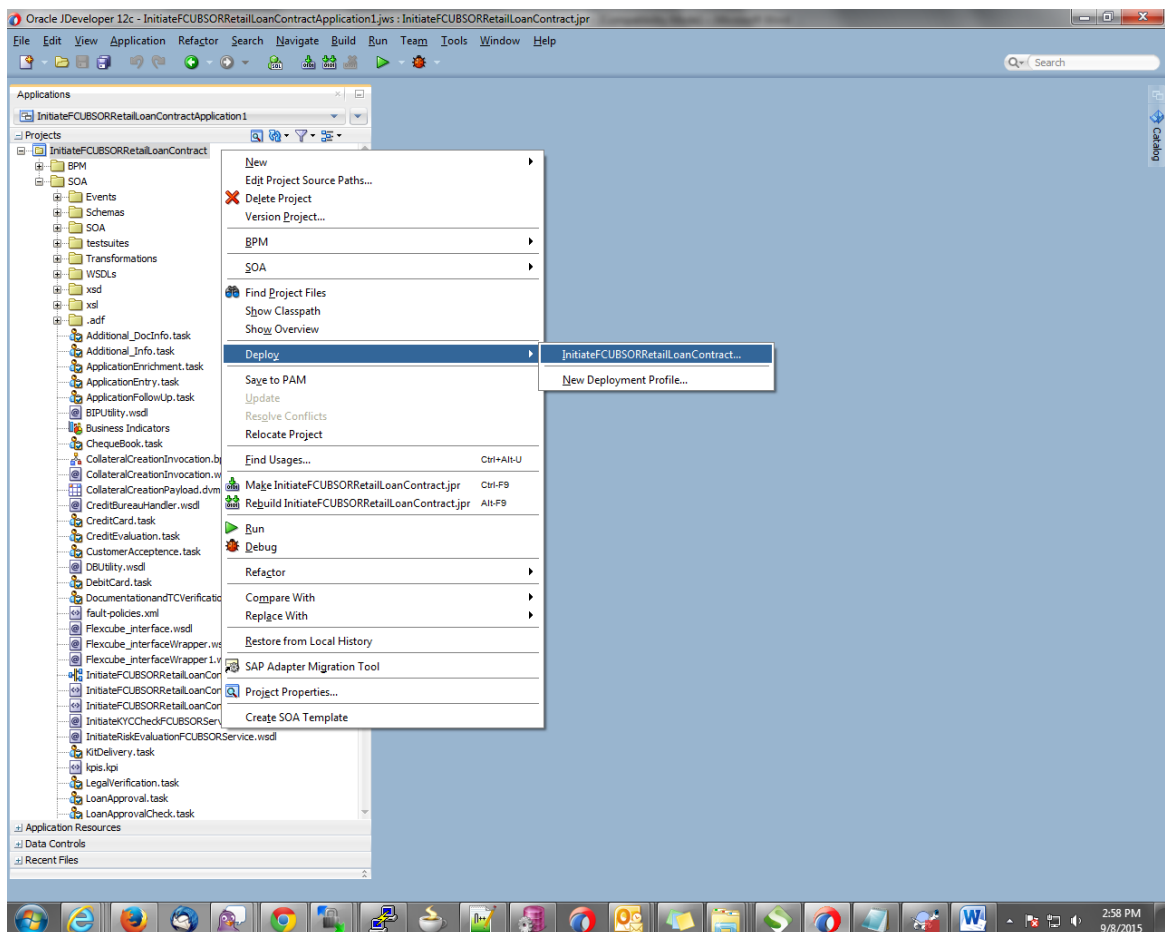 Oracle JDeveloper 12c - InitiateFCUBSORRetailLoanContractApplication1.jws : InitiateFCUBSORRetailLoanContract.jpr
File Edit View Application Refactor Search Navigate Build Run Team Tools Window Help
Search
Applications
InitiateFCUBSORRetailLoanContractApplication1
Projects
InitiateFCUBSORRetailLoanContract
BPM
SOA
Events
Schemas
SOA
testsuites
Transformations
WSDLs
xsd
xsl
.adf
Additional_DocInfo.task
Additional_Info.task
ApplicationEnrichment.task
ApplicationEntry.task
ApplicationFollowUp.task
BIPUtility.wsdl
Business Indicators
ChequeBook.task
CollateralCreationInvocation.bp
CollateralCreationInvocation.w
CollateralCreationPayload.dvm
CreditBureauHandler.wsdl
CreditCard.task
CreditEvaluation.task
CustomerAcceptence.task
DBUtility.wsdl
DebitCard.task
DocumentationandTCVerificatio
fault-policies.xml
Flexcube_interface.wsdl
Flexcube_interfaceWrapper.ws
Flexcube_interfaceWrapper1.w
InitiateFCUBSORRetailLoanCon
InitiateFCUBSORRetailLoanCon
InitiateFCUBSORRetailLoanCon
InitiateKYCCheckFCUBSORServ
InitiateRiskEvaluationFCUBSORService.wsdl
KitDelivery.task
kpis.kpi
LegalVerification.task
LoanApproval.task
LoanApprovalCheck.task
Application Resources
Data Controls
Recent Files
New
Edit Project Source Paths...
Delete Project
Version Project...
BPM
SOA
Find Project Files
Show Classpath
Show Overview
Deploy
Save to PAM
Update
Resolve Conflicts
Relocate Project
Find Usages... Ctrl+Alt-U
Make InitiateFCUBSORRetailLoanContract.jpr Ctrl-F9
Rebuild InitiateFCUBSORRetailLoanContract.jpr Alt-F9
Run
Debug
Refactor
Compare With
Replace With
Restore from Local History
SAP Adapter Migration Tool
Project Properties...
Create SOA Template
InitiateFCUBSORRetailLoanContract...
New Deployment Profile...
Catalog
2:58 PM
9/8/2015